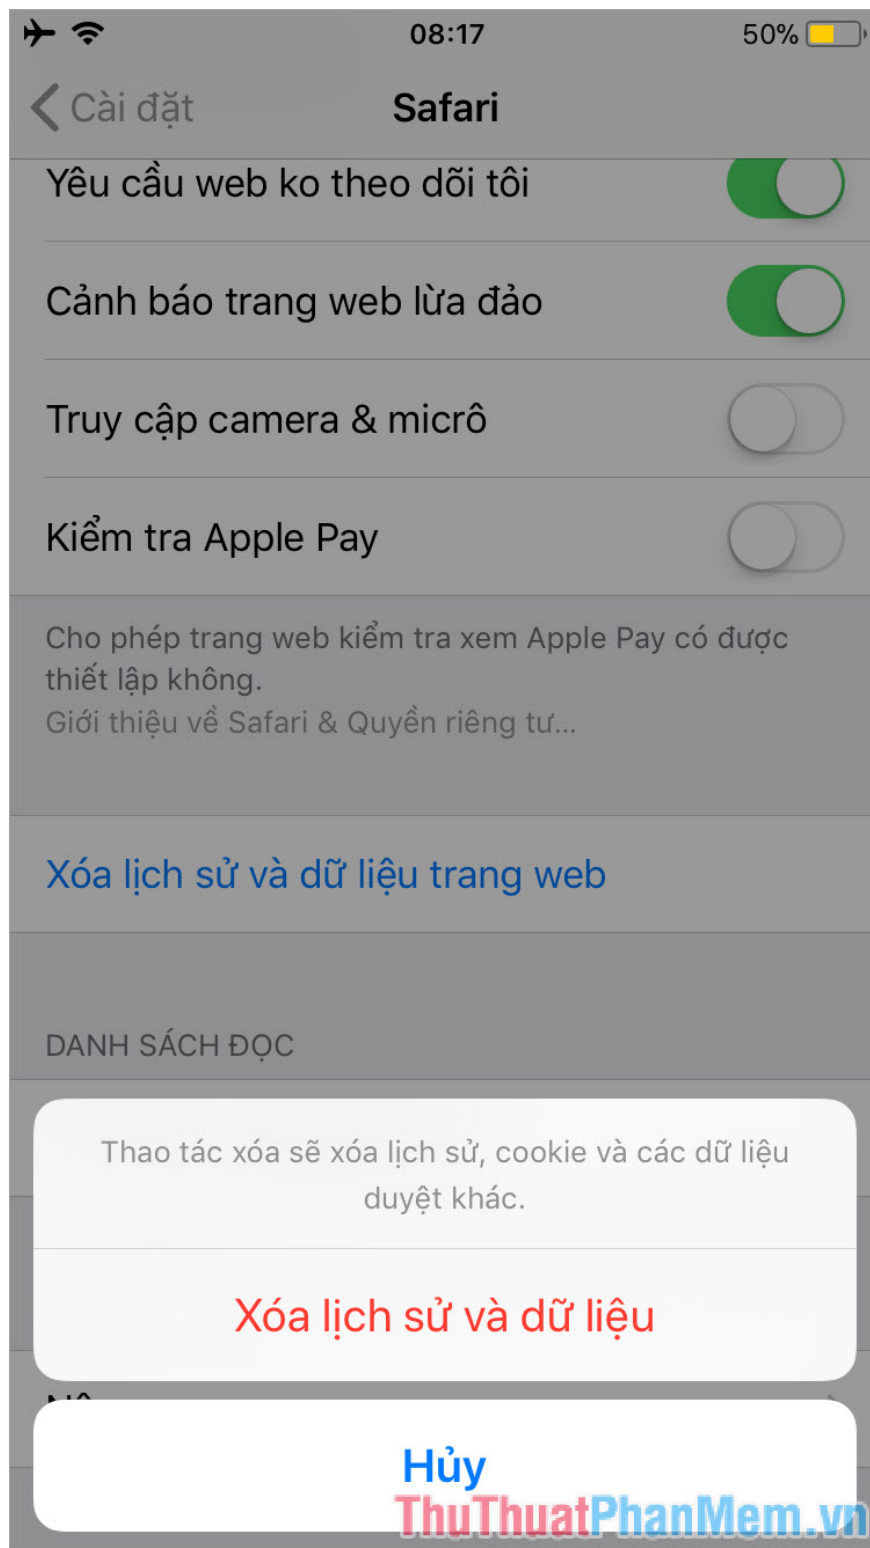 08:17
50%
Cài đặt
Safari
Yêu cầu web ko theo dõi tôi
Cảnh báo trang web lừa đảo
Truy cập camera & micrô
Kiểm tra Apple Pay
Cho phép trang web kiểm tra xem Apple Pay có được
thiết lập không.
Giới thiệu về Safari & Quyền riêng tư...
Xóa lịch sử và dữ liệu trang web
DANH SÁCH ĐỌC
Thao tác xóa sẽ xóa lịch sử, cookie và các dữ liệu
duyệt khác.
Xóa lịch sử và dữ liệu
Hủy
ThuThuatPhanMem.vn